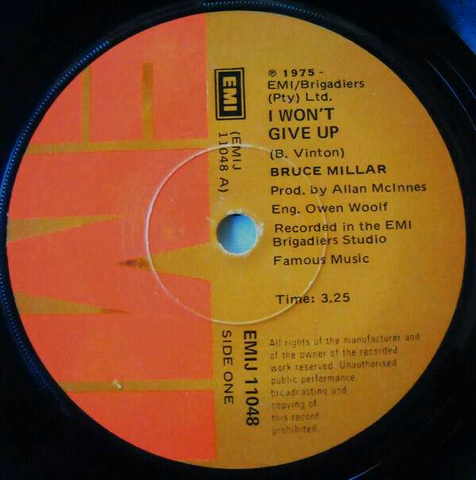 ℗ 1975 -
EMI/Brigadiers
(Pty) Ltd.
I WON'T
GIVE UP
(B. Vinton)
BRUCE MILLAR
Prod. by Allan McInnes
Eng. Owen Woolf
Recorded in the EMI
Brigadiers Studio
Famous Music
Time: 3.25
EMI
(EMIJ
11048 A)
EMIJ 11048
SIDE ONE
All rights of the manufacturer and
of the owner of the recorded
work reserved. Unauthorised
public performance
broadcasting and
copying of
this record
prohibited.
EMI